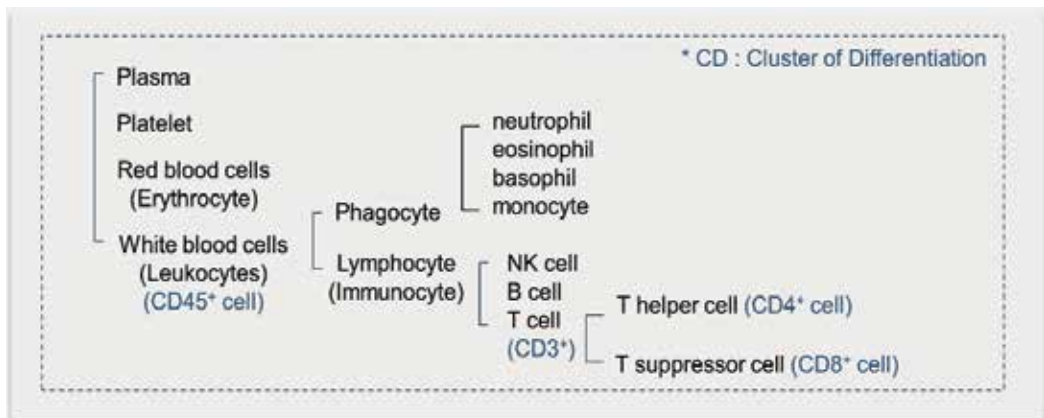 * CD : Cluster of Differentiation
Plasma
Platelet
Red blood cells
(Erythrocyte)
White blood cells
(Leukocytes)
(CD45⁺ cell)
Phagocyte
Lymphocyte
(Immunocyte)
neutrophil
eosinophil
basophil
monocyte
NK cell
B cell
T cell
(CD3⁺)
T helper cell (CD4⁺ cell)
T suppressor cell (CD8⁺ cell)